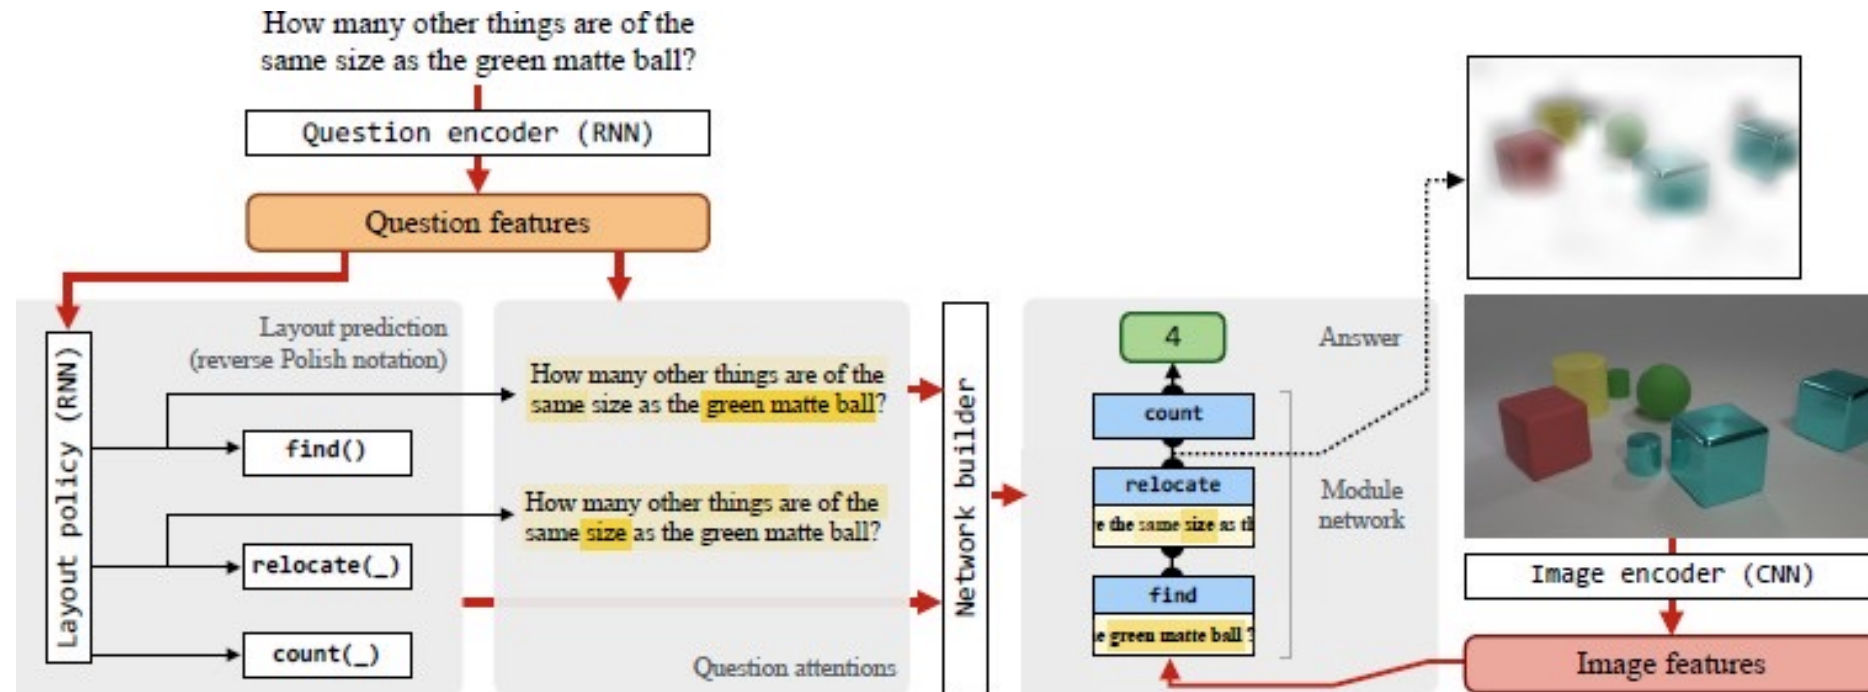 How many other things are of the
same size as the green matte ball?
Question encoder (RNN)
Question features
Layout policy (RNN)
Layout prediction
(reverse Polish notation)
find()
relocate(_)
count(_)
How many other things are of the
same size as the green matte ball?
How many other things are of the
same size as the green matte ball?
Question attentions
Network builder
4
Answer
count
relocate
the same size as
find
green matte ball ?
Module
network
Image encoder (CNN)
Image features